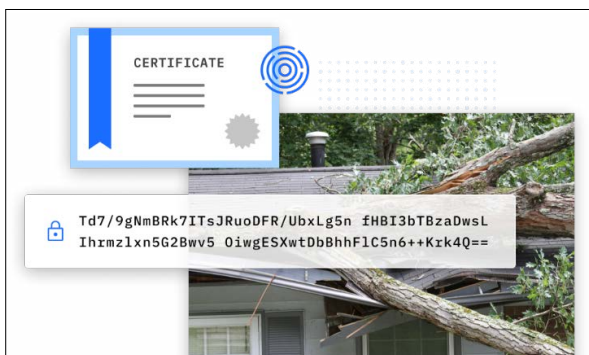 CERTIFICATE
Td7/9gNmBRk7ITsJRuoDFR/UbxLg5n fHBI3bTBzaDwsL
Ihrmzlxn5G2Bwv5 OiwgESXwtDbBhhFlC5n6++Krk4Q==